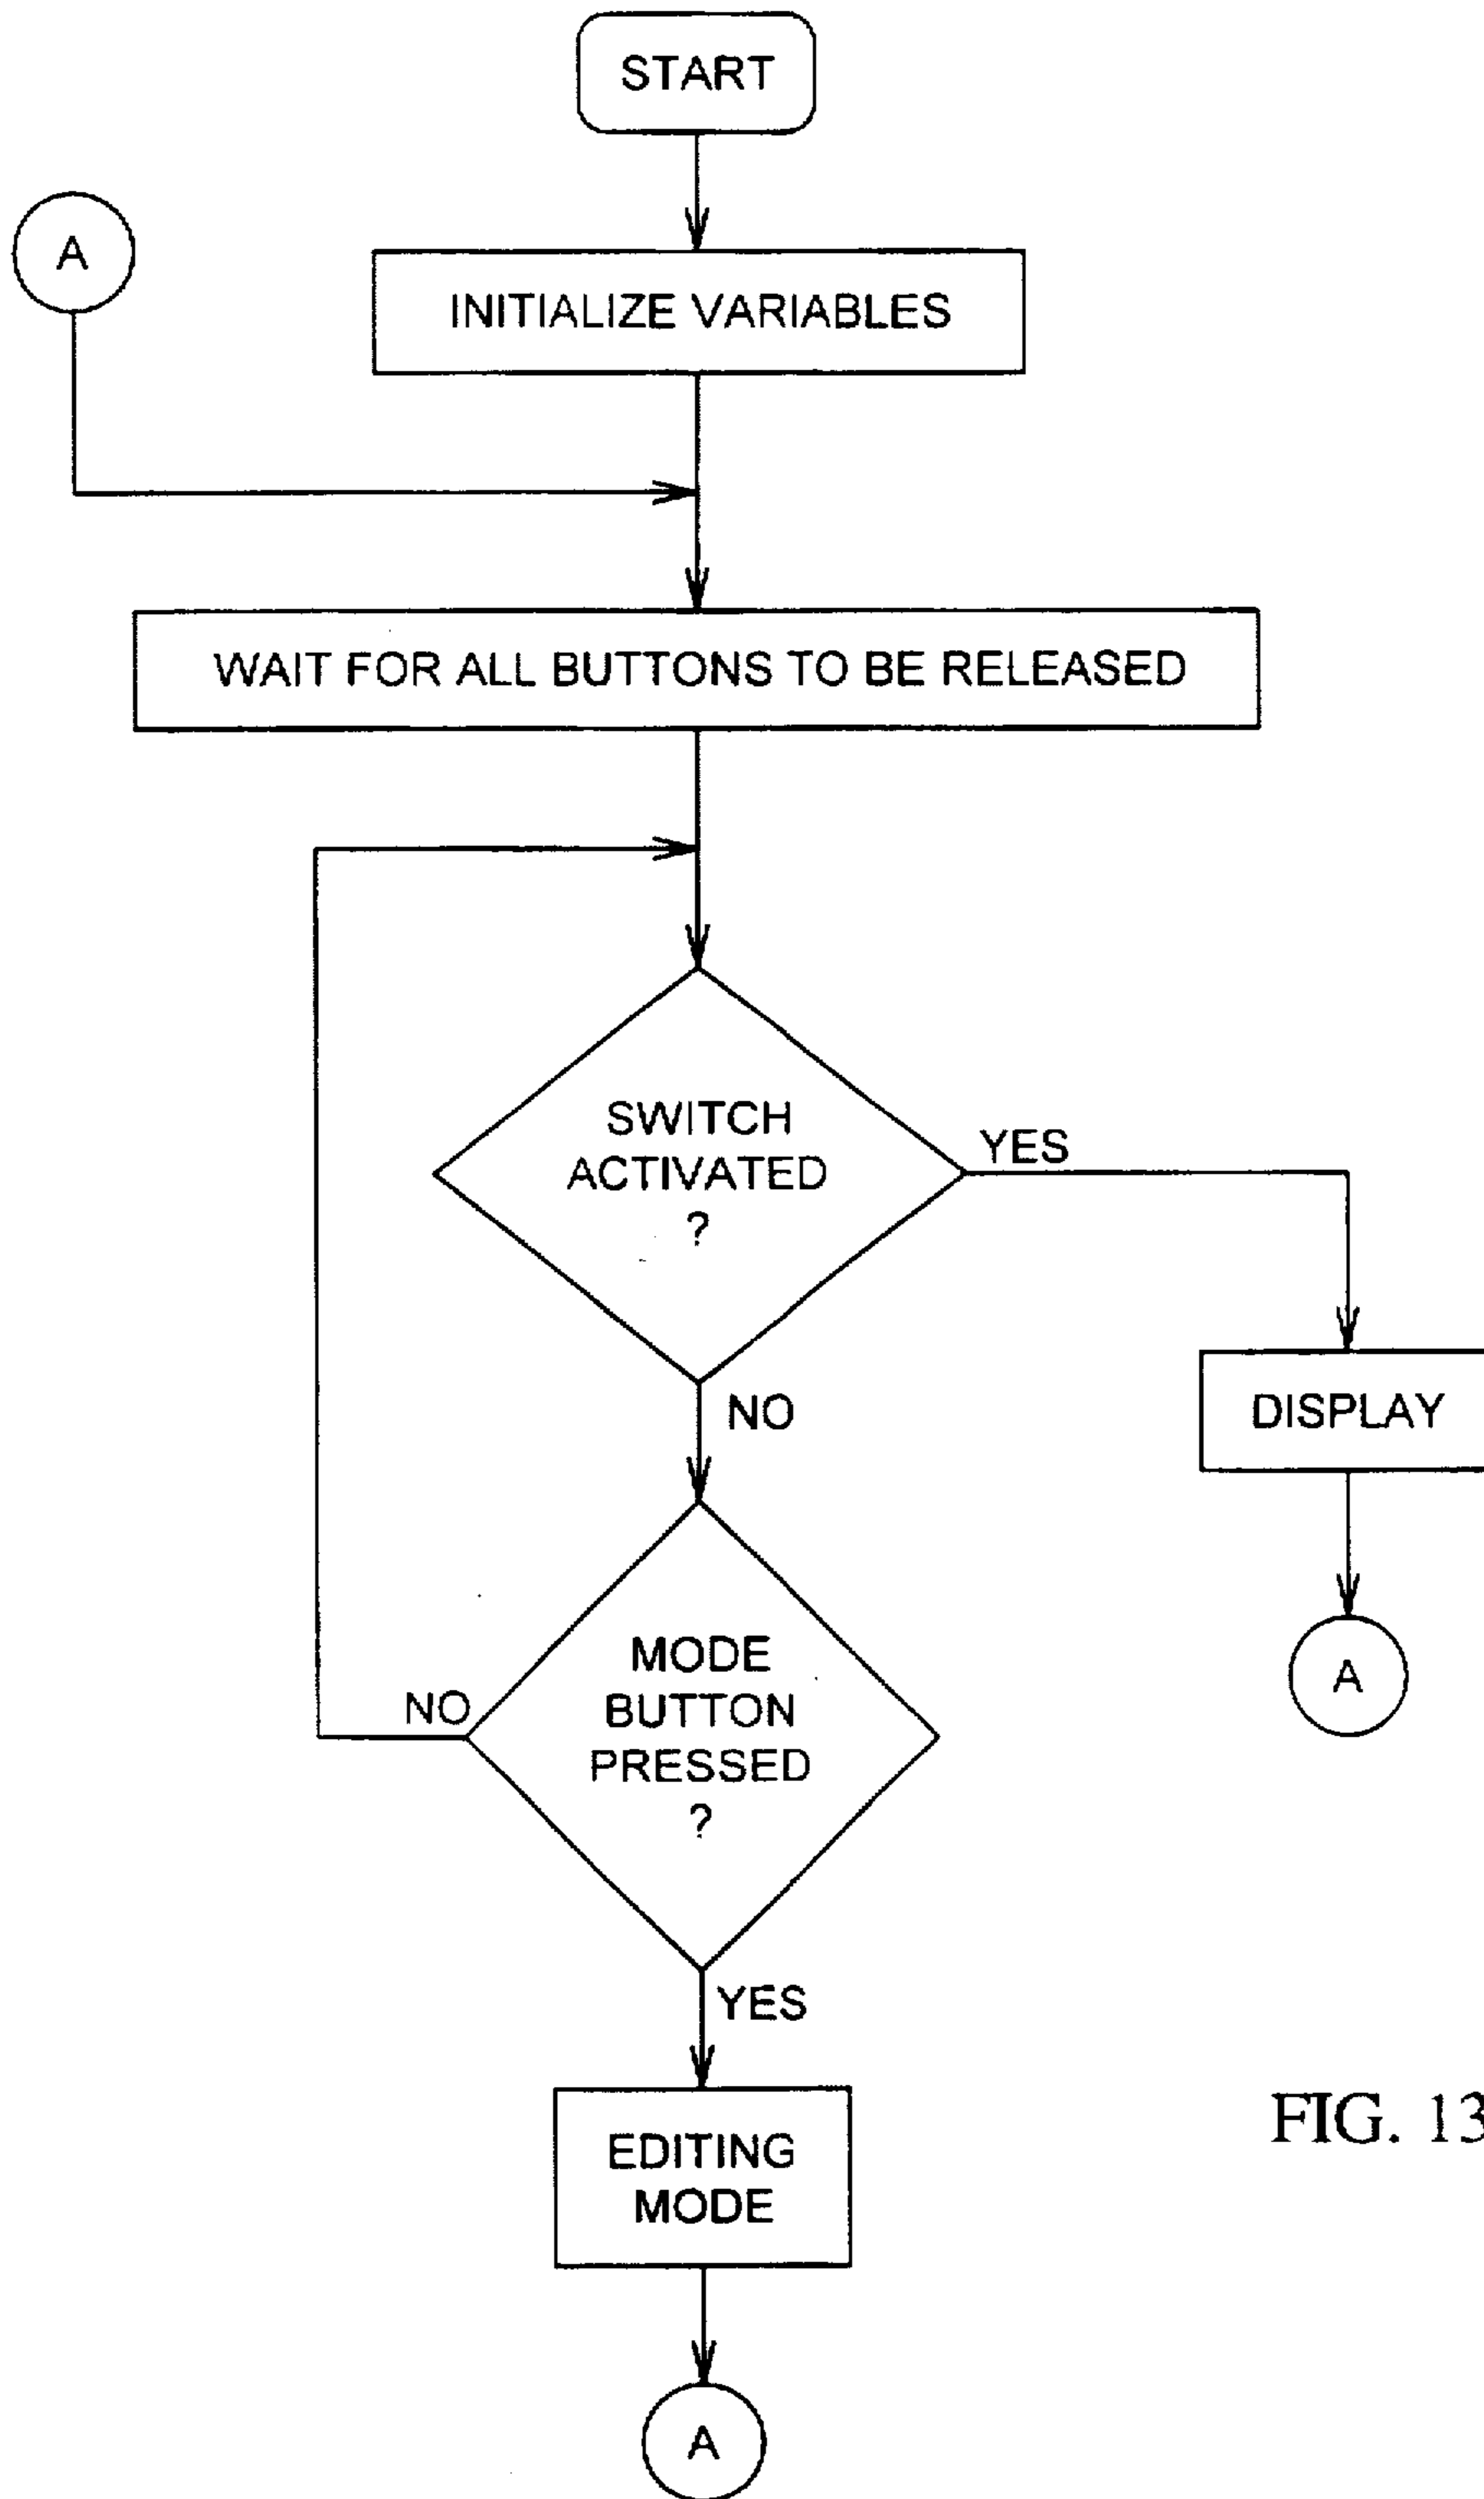 START
A
INITIALIZE VARIABLES
WAIT FOR ALL BUTTONS TO BE RELEASED
SWITCH
ACTIVATED
?
YES
NO
DISPLAY
MODE
BUTTON
PRESSED
?
NO
A
YES
EDITING
MODE
FIG. 13
A